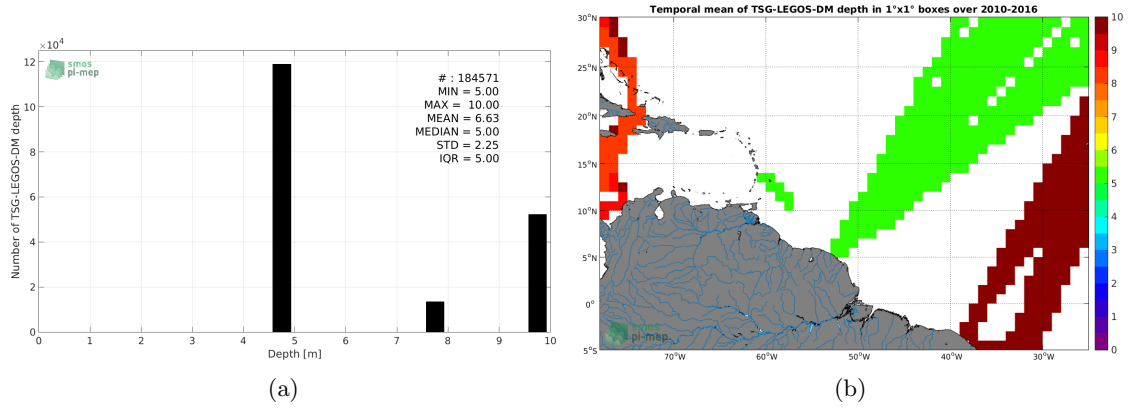 ×10⁴
smos
pi-mep
# : 184571
MIN = 5.00
MAX = 10.00
MEAN = 6.63
MEDIAN = 5.00
STD = 2.25
IQR = 5.00
Number of TSG-LEGOS-DM depth
12
10
8
6
4
2
0
0 1 2 3 4 5 6 7 8 9 10
Depth [m]
(a)
Temporal mean of TSG-LEGOS-DM depth in 1°x1° boxes over 2010-2016
30°N
25°N
20°N
15°N
10°N
5°N
0°
5°S
70°W 60°W 50°W 40°W 30°W
smos
pi-mep
10
9
8
7
6
5
4
3
2
1
0
(b)